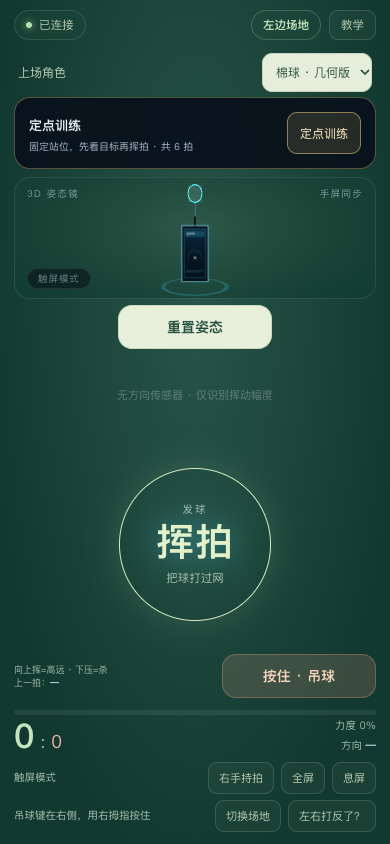 已连接
左边场地
教学
上场角色
棉球 · 几何版
定点训练
固定站位，先看目标再挥拍 · 共 6 拍
定点训练
3D 姿态镜
手屏同步
触屏模式
重置姿态
无方向传感器 · 仅识别挥动幅度
发球
挥拍
把球打过网
向上挥=高远 · 下压=杀
上一拍：—
按住 · 吊球
0 : 0
力度 0%
方向 —
触屏模式
右手持拍
全屏
息屏
吊球键在右侧，用右拇指按住
切换场地
左右打反了？